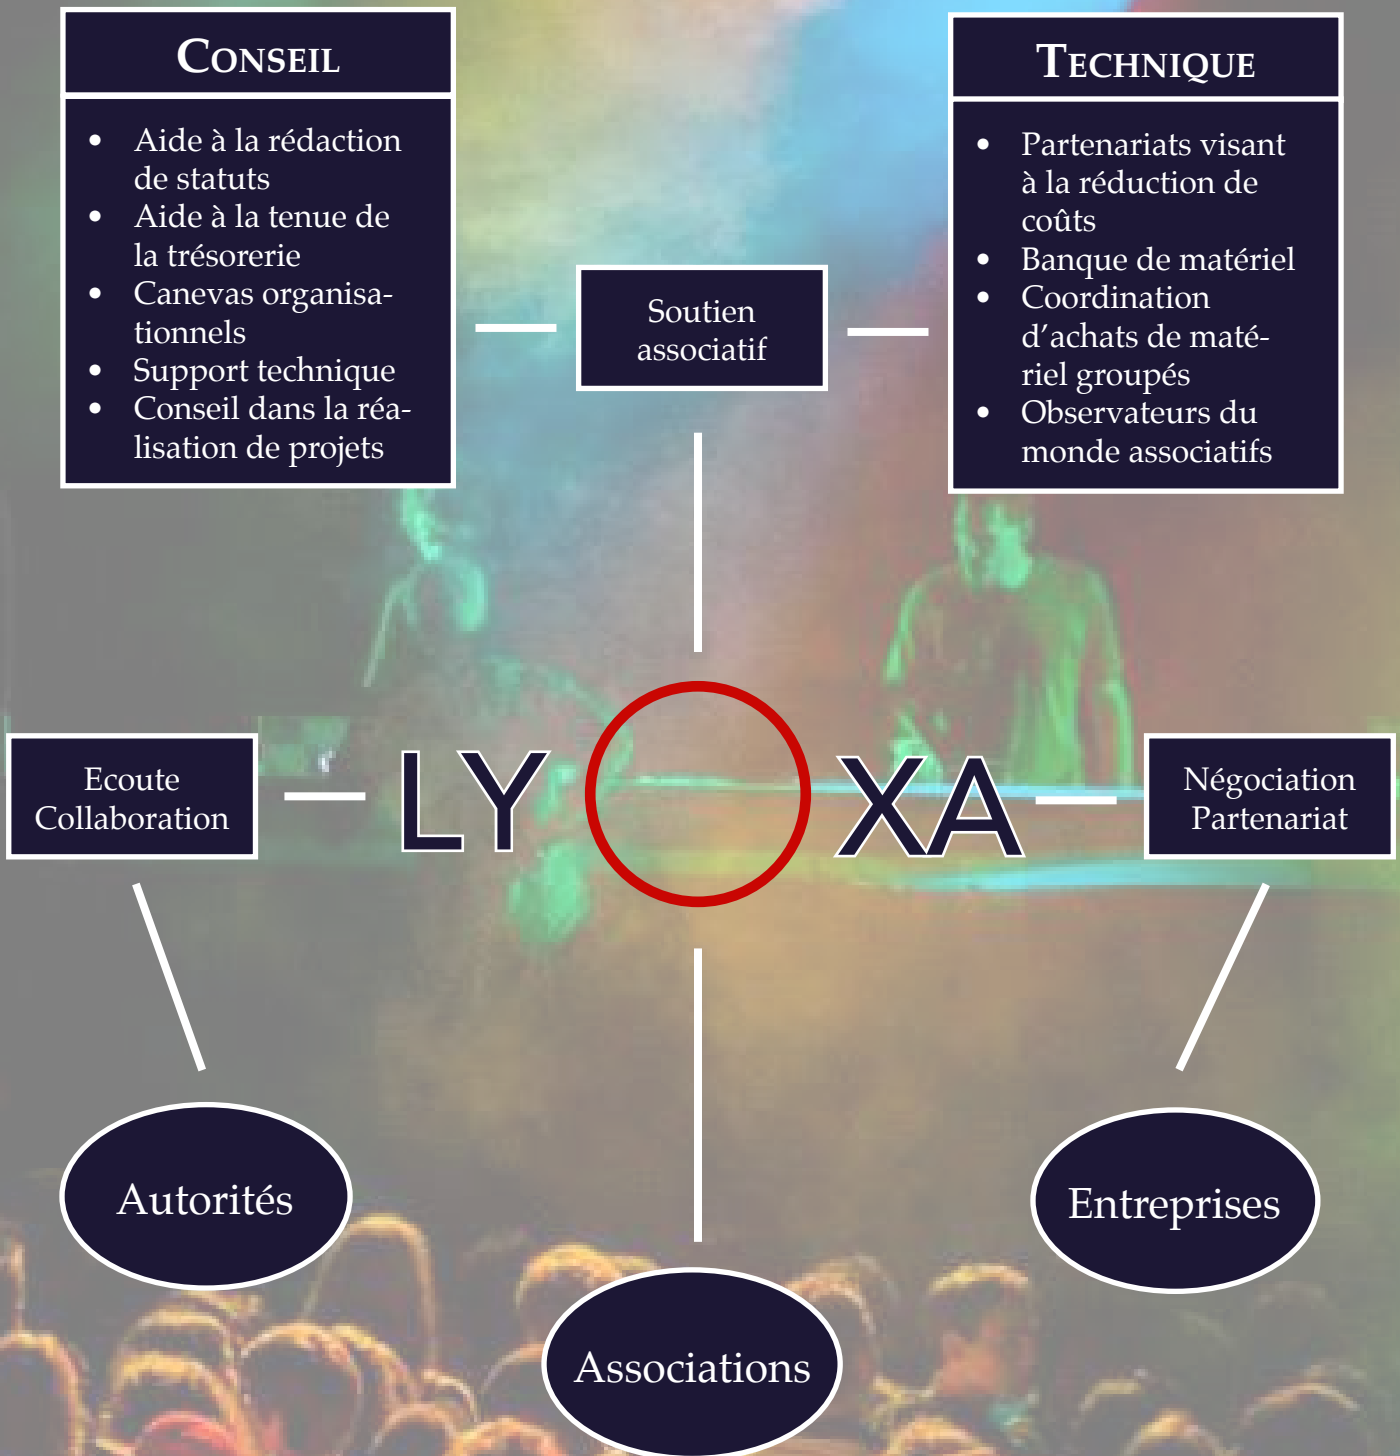 CONSEIL
• Aide à la rédaction
de statuts
• Aide à la tenue de
la trésorerie
• Canevas organisa-
tionnels
• Support technique
• Conseil dans la réa-
lisation de projets
TECHNIQUE
• Partenariats visant
à la réduction de
coûts
• Banque de matériel
• Coordination
d’achats de maté-
riel groupés
• Observateurs du
monde associatifs
Soutien
associatif
Ecoute
Collaboration
LY XA
Négociation
Partenariat
Autorités
Entreprises
Associations